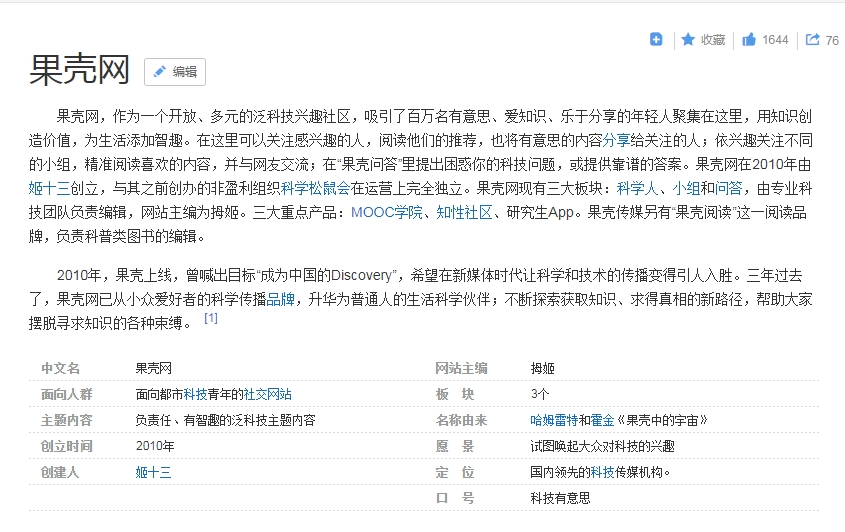 收藏 1644 76
果壳网 编辑
果壳网，作为一个开放、多元的泛科技兴趣社区，吸引了百万名有意思、爱知识、乐于分享的年轻人聚集在这里，用知识创
造价值，为生活添加智趣。在这里可以关注感兴趣的人，阅读他们的推荐，也将有意思的内容分享给关注的人；依兴趣关注不同
的小组，精准阅读喜欢的内容，并与网友交流；在“果壳问答”里提出困惑你的科技问题，或提供靠谱的答案。果壳网在2010年由
姬十三创立，与其之前创办的非盈利组织科学松鼠会在运营上完全独立。果壳网现有三大板块：科学人、小组和问答，由专业科
技团队负责编辑，网站主编为拇姬。三大重点产品：MOOC学院、知性社区、研究生App。果壳传媒另有“果壳阅读”这一阅读品
牌，负责科普类图书的编辑。
2010年，果壳上线，曾喊出目标“成为中国的Discovery”，希望在新媒体时代让科学和技术的传播变得引人入胜。三年过去
了，果壳网已从小众爱好者的科学传播品牌，升华为普通人的生活科学伙伴；不断探索获取知识、求得真相的新路径，帮助大家
摆脱寻求知识的各种束缚。 [1]
中文名 果壳网 网站主编 拇姬
面向人群 面向都市科技青年的社交网站 板 块 3个
主题内容 负责任、有智趣的泛科技主题内容 名称由来 哈姆雷特和霍金《果壳中的宇宙》
创立时间 2010年 愿 景 试图唤起大众对科技的兴趣
创建人 姬十三 定 位 国内领先的科技传媒机构。
口 号 科技有意思